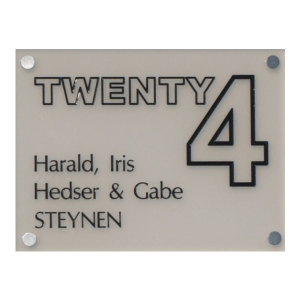 TWENTY 4
Harald, Iris
Hedser & Gabe
STEYNEN